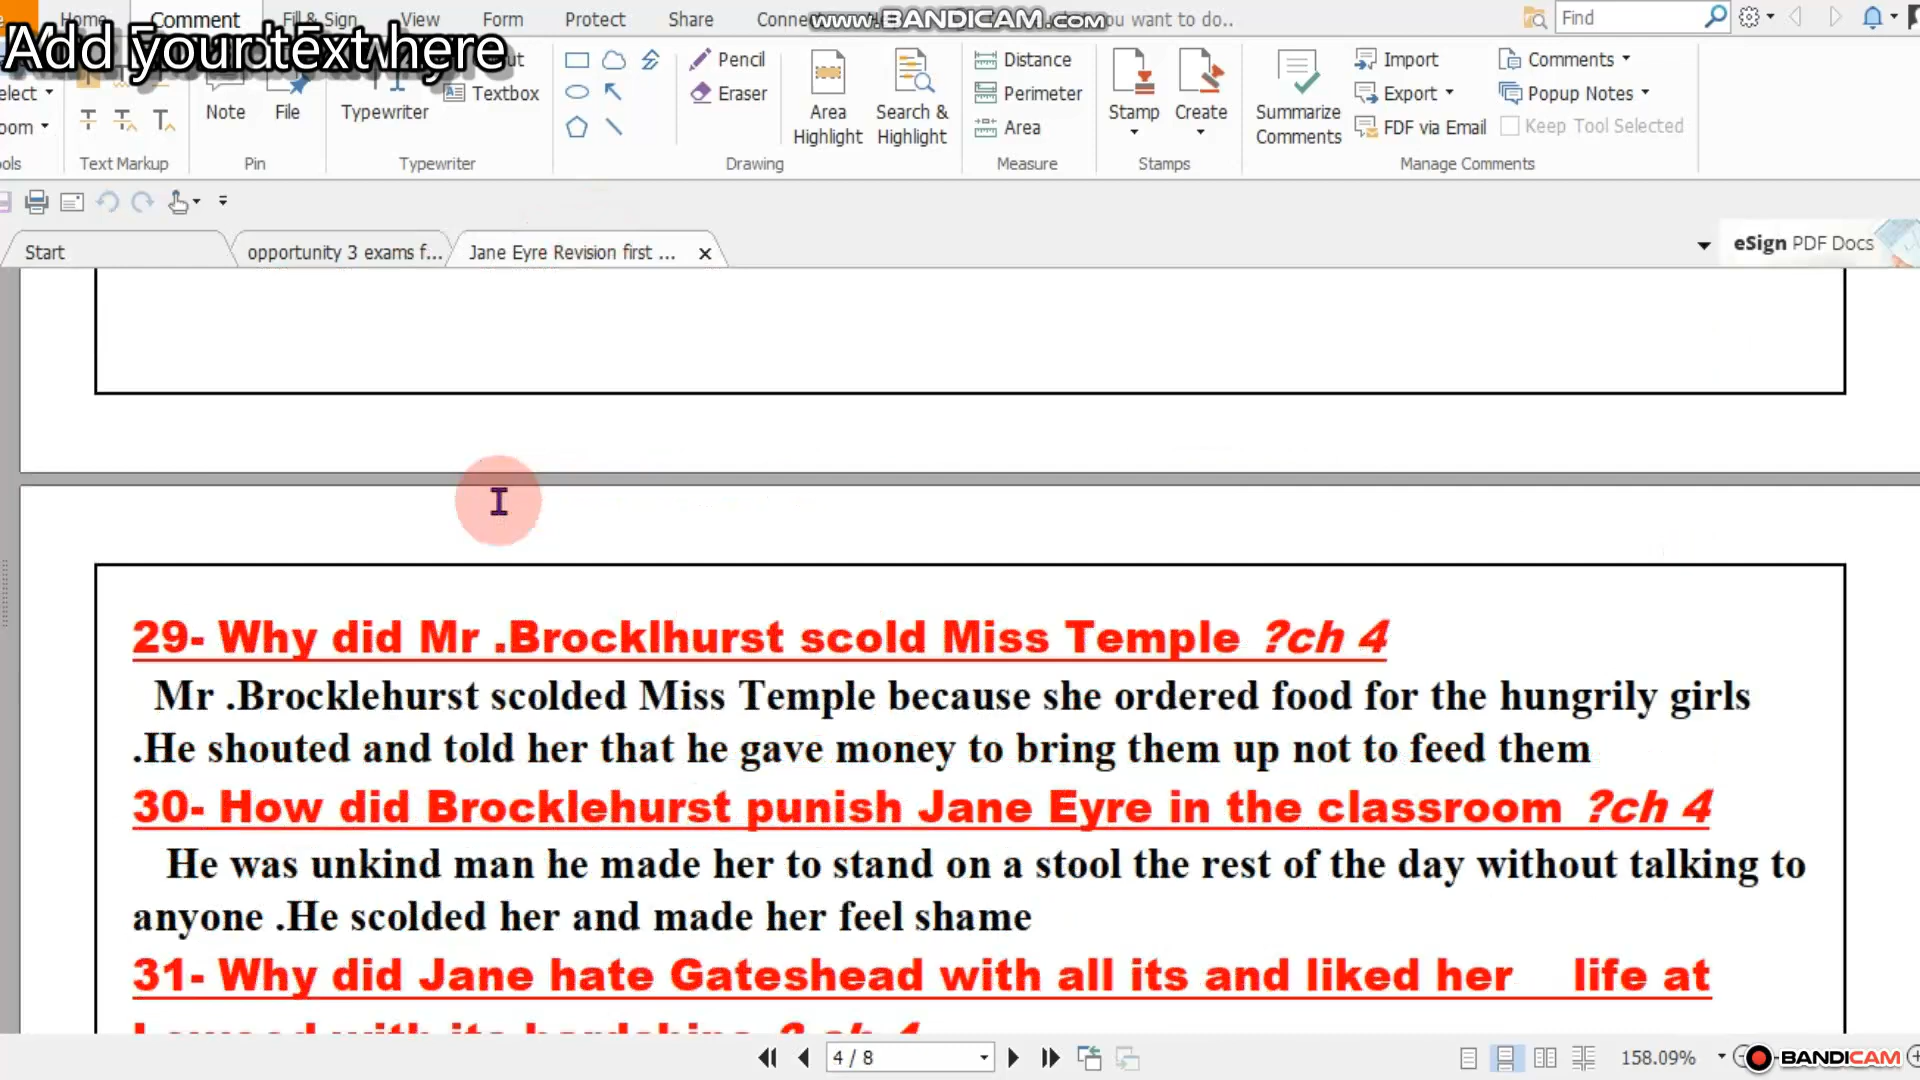 Home Comment Fill & Sign View Form Protect Share Connect www.BANDICAM.com you want to do.. Find
Add your text here
elect Note File Typewriter Textbox Pencil Eraser Area Highlight Search & Highlight Distance Perimeter Area Stamp Create Summarize Comments Import Export FDF via Email Comments Popup Notes Keep Tool Selected
oom
ols Text Markup Pin Typewriter Drawing Measure Stamps Manage Comments
Start opportunity 3 exams f... Jane Eyre Revision first ... eSign PDF Docs
29- Why did Mr .Brocklhurst scold Miss Temple ?ch 4
Mr .Brocklehurst scolded Miss Temple because she ordered food for the hungrily girls
.He shouted and told her that he gave money to bring them up not to feed them
30- How did Brocklehurst punish Jane Eyre in the classroom ?ch 4
He was unkind man he made her to stand on a stool the rest of the day without talking to
anyone .He scolded her and made her feel shame
31- Why did Jane hate Gateshead with all its and liked her life at
4 / 8 158.09% BANDICAM